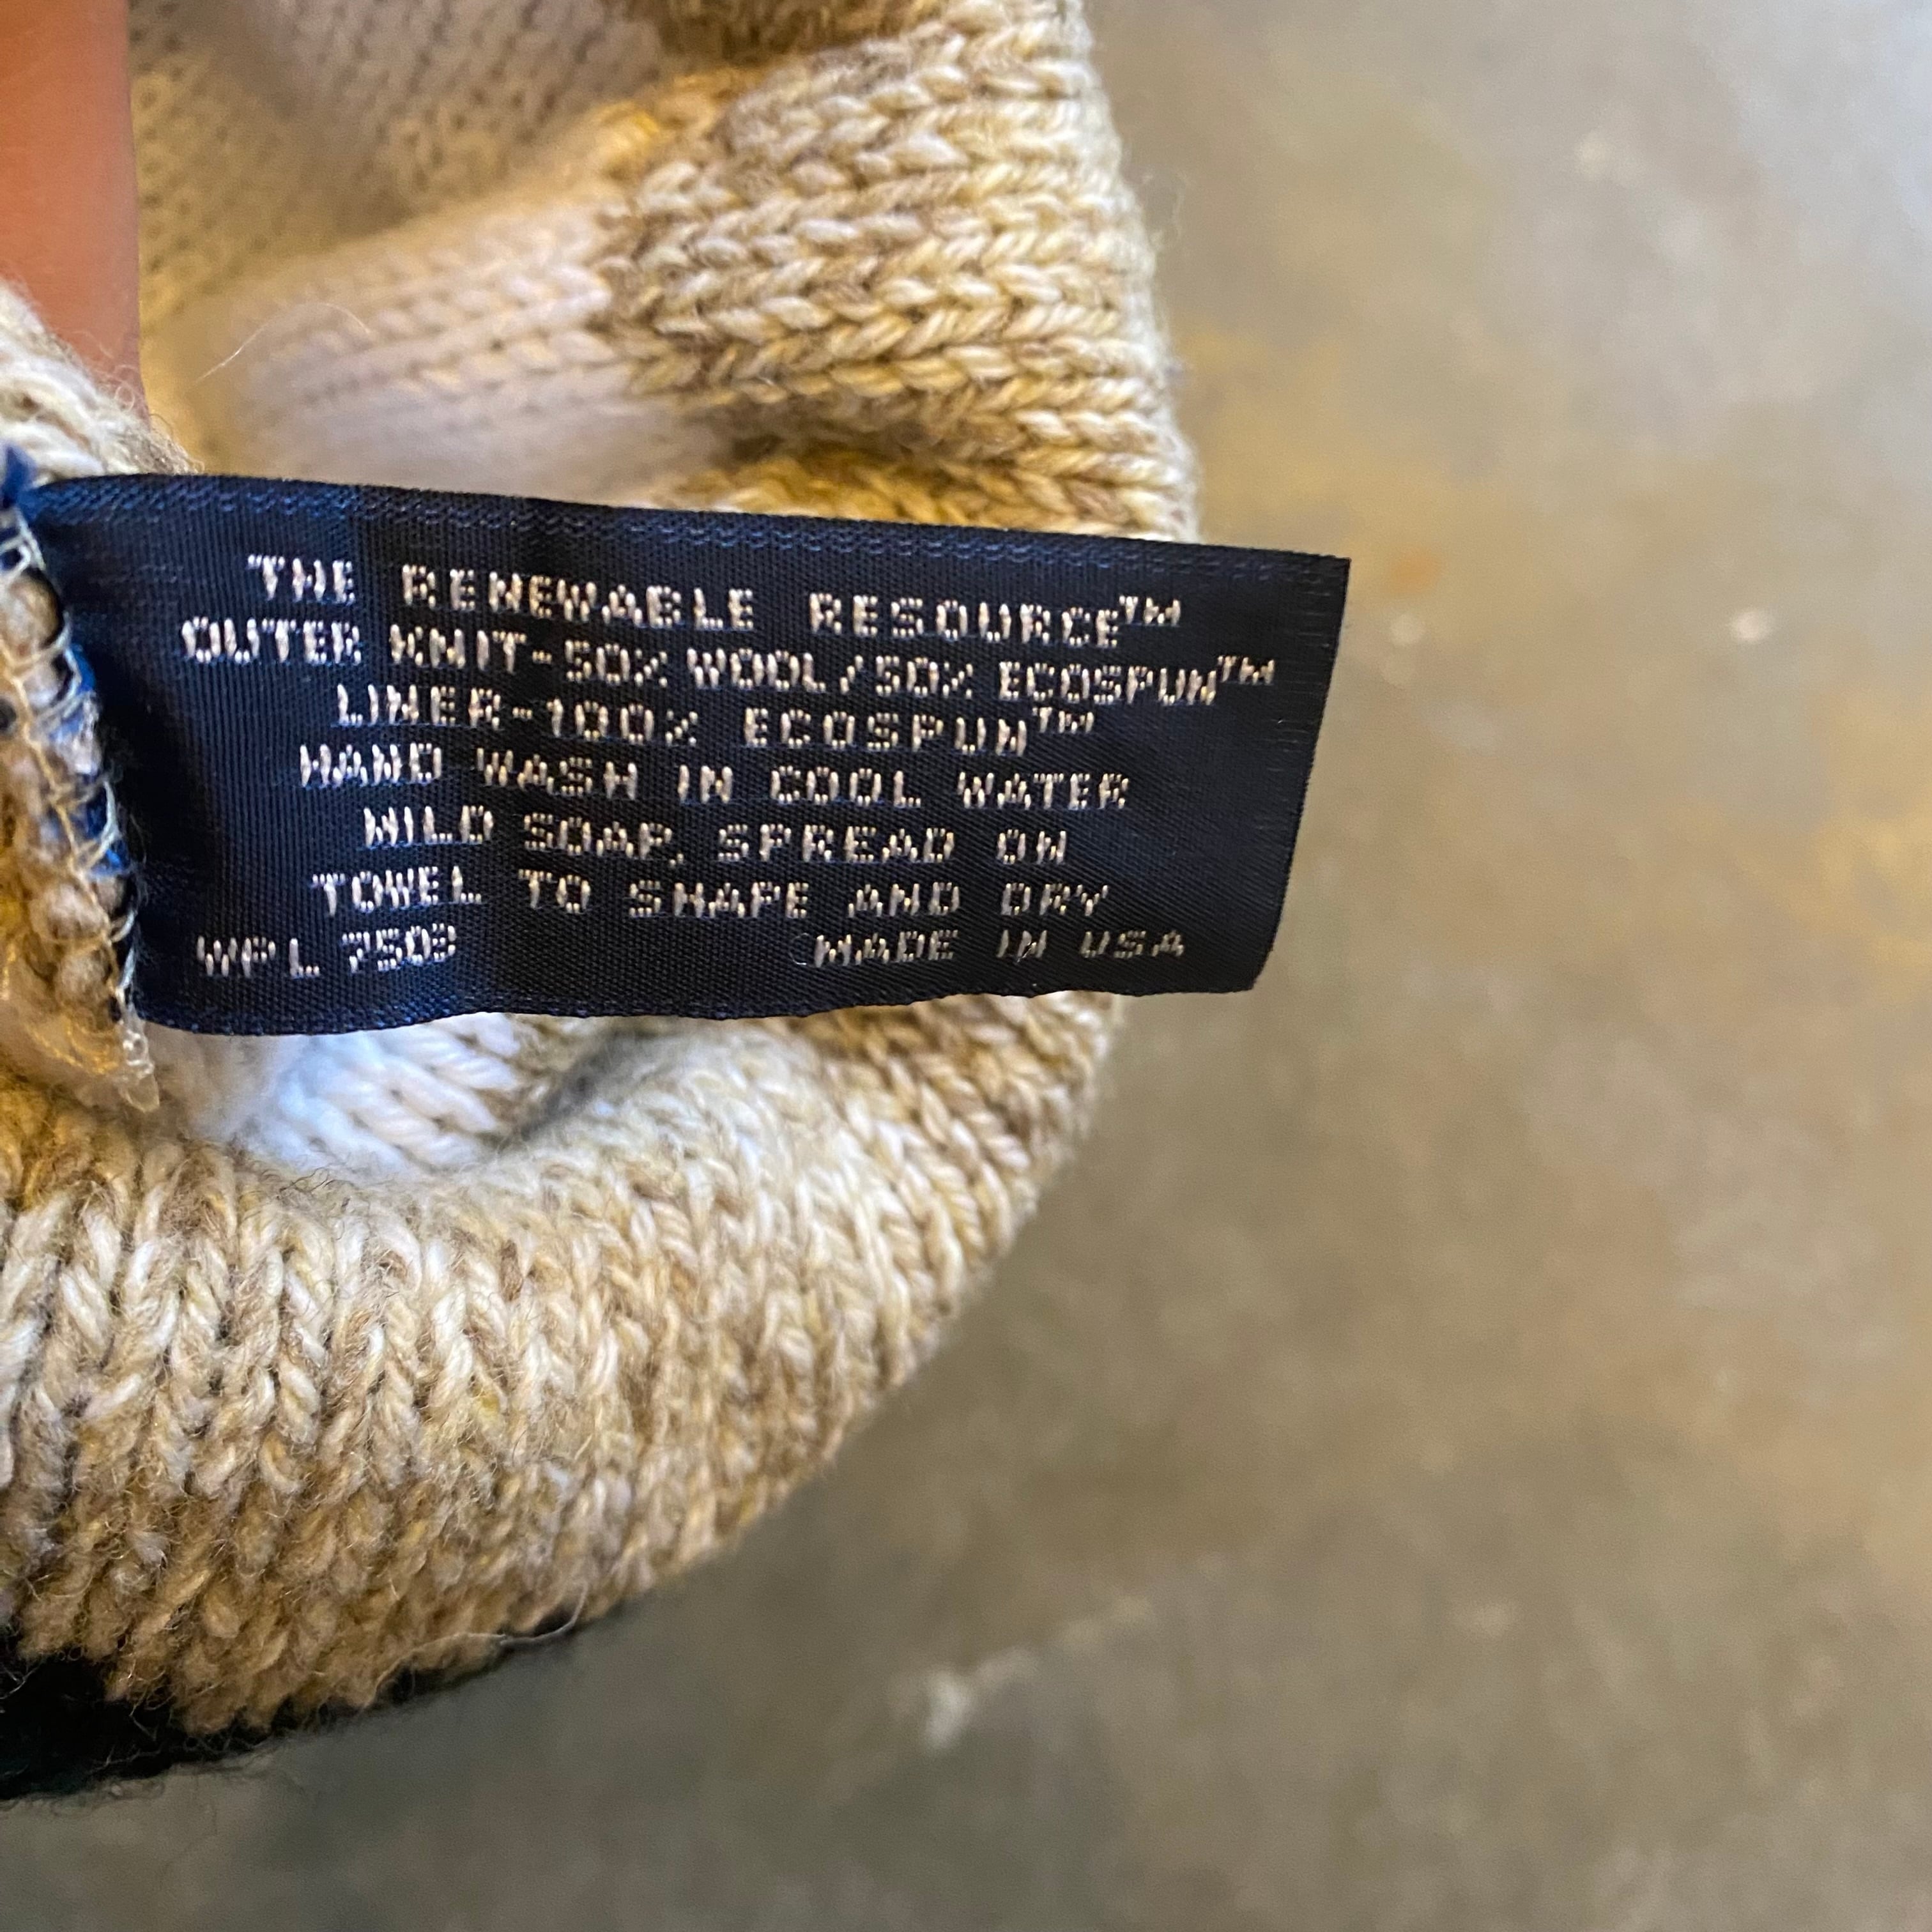 THE RENEWABLE RESOURCE™
OUTER KNIT-50% WOOL/50% ECOSPUN™
LINER-100% ECOSPUN™
HAND WASH IN COOL WATER
MILD SOAP, SPREAD ON
TOWEL TO SHAPE AND DRY
WPL 7503 MADE IN USA